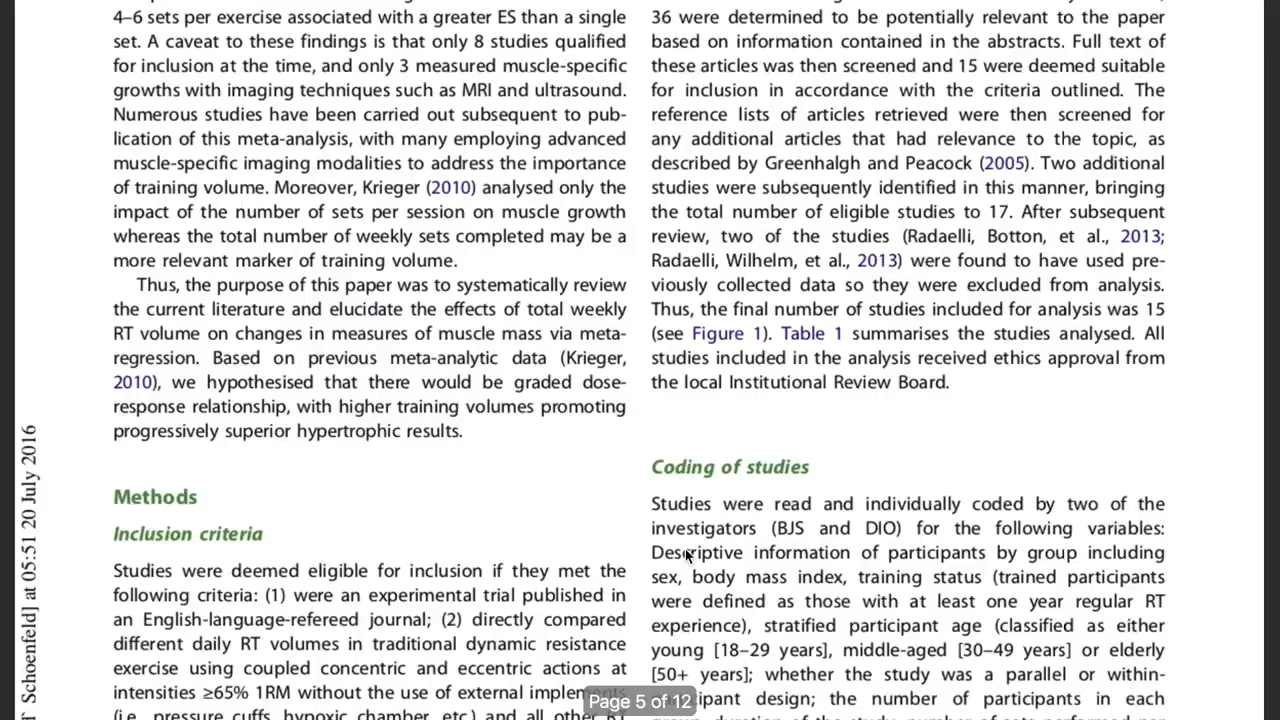 4–6 sets per exercise associated with a greater ES than a single
set. A caveat to these findings is that only 8 studies qualified
for inclusion at the time, and only 3 measured muscle-specific
growths with imaging techniques such as MRI and ultrasound.
Numerous studies have been carried out subsequent to pub-
lication of this meta-analysis, with many employing advanced
muscle-specific imaging modalities to address the importance
of training volume. Moreover, Krieger (2010) analysed only the
impact of the number of sets per session on muscle growth
whereas the total number of weekly sets completed may be a
more relevant marker of training volume.
Thus, the purpose of this paper was to systematically review
the current literature and elucidate the effects of total weekly
RT volume on changes in measures of muscle mass via meta-
regression. Based on previous meta-analytic data (Krieger,
2010), we hypothesised that there would be graded dose-
response relationship, with higher training volumes promoting
progressively superior hypertrophic results.
Methods
Inclusion criteria
Studies were deemed eligible for inclusion if they met the
following criteria: (1) were an experimental trial published in
an English-language-refereed journal; (2) directly compared
different daily RT volumes in traditional dynamic resistance
exercise using coupled concentric and eccentric actions at
intensities ≥65% 1RM without the use of external implements
(i.e. pressure cuffs, hypoxic chamber, etc.) and all other RT
36 were determined to be potentially relevant to the paper
based on information contained in the abstracts. Full text of
these articles was then screened and 15 were deemed suitable
for inclusion in accordance with the criteria outlined. The
reference lists of articles retrieved were then screened for
any additional articles that had relevance to the topic, as
described by Greenhalgh and Peacock (2005). Two additional
studies were subsequently identified in this manner, bringing
the total number of eligible studies to 17. After subsequent
review, two of the studies (Radaelli, Botton, et al., 2013;
Radaelli, Wilhelm, et al., 2013) were found to have used pre-
viously collected data so they were excluded from analysis.
Thus, the final number of studies included for analysis was 15
(see Figure 1). Table 1 summarises the studies analysed. All
studies included in the analysis received ethics approval from
the local Institutional Review Board.
Coding of studies
Studies were read and individually coded by two of the
investigators (BJS and DIO) for the following variables:
Descriptive information of participants by group including
sex, body mass index, training status (trained participants
were defined as those with at least one year regular RT
experience), stratified participant age (classified as either
young [18–29 years], middle-aged [30–49 years] or elderly
[50+ years]; whether the study was a parallel or within-
participant design; the number of participants in each
Schoenfeld] at 05:51 20 July 2016
Page 5 of 12